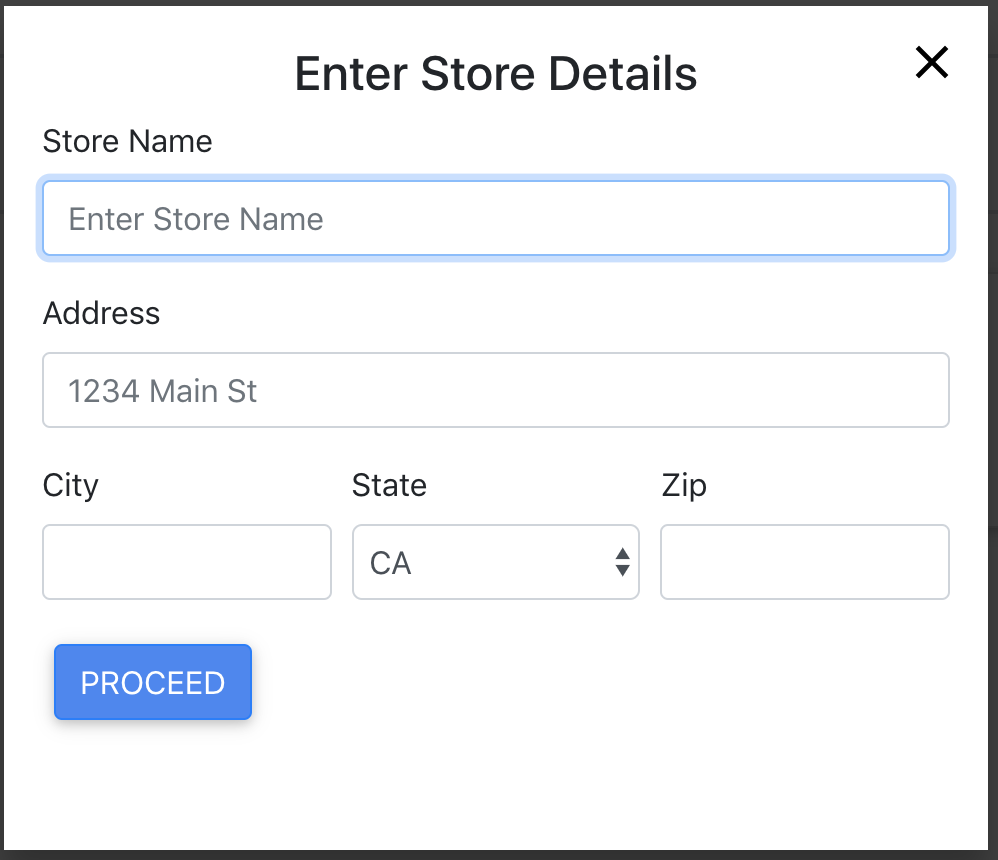 Enter Store Details
Store Name
Enter Store Name
Address
1234 Main St
City State Zip
CA
PROCEED